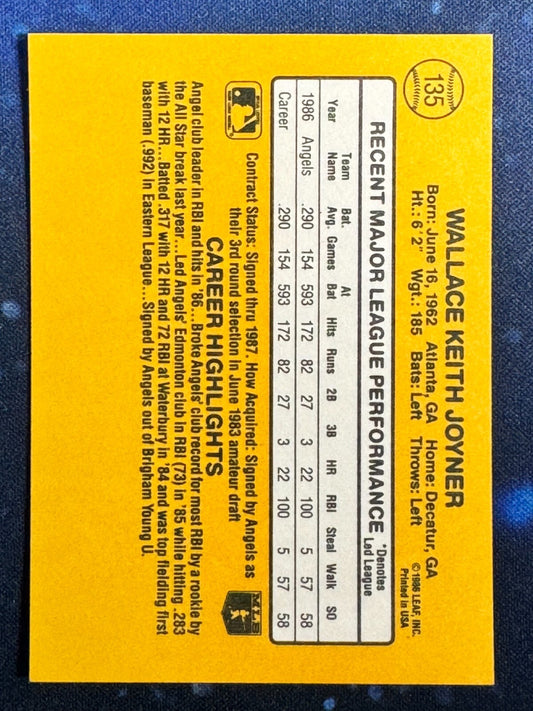 135
WALLACE KEITH JOYNER
Born: June 16, 1962 Atlanta, GA Home: Decatur, GA
Ht.: 6'2" Wgt.: 185 Bats: Left Throws: Left
©1986 LEAF, INC.
Printed in USA
RECENT MAJOR LEAGUE PERFORMANCE
*Denotes
Led League
Year Team Name Bat. Avg. Games At Bat Hits Runs 2B 3B HR RBI Steal Walk SO
1986 Angels .290 154 593 172 82 27 3 22 100 5 57 58
Career .290 154 593 172 82 27 3 22 100 5 57 58
Contract Status: Signed thru 1987. How Acquired: Signed by Angels as
their 3rd round selection in June 1983 amateur draft
CAREER HIGHLIGHTS
Angel club leader in RBI and hits in '86...Broke Angels' club record for most RBI by a rookie by
the All Star break last year...Led Angels' Edmonton club in RBI (73) in '85 while hitting .283
with 12 HR...Batted .317 with 12 HR and 72 RBI at Waterbury in '84 and was top fielding first
baseman (.992) in Eastern League...Signed by Angels out of Brigham Young U.